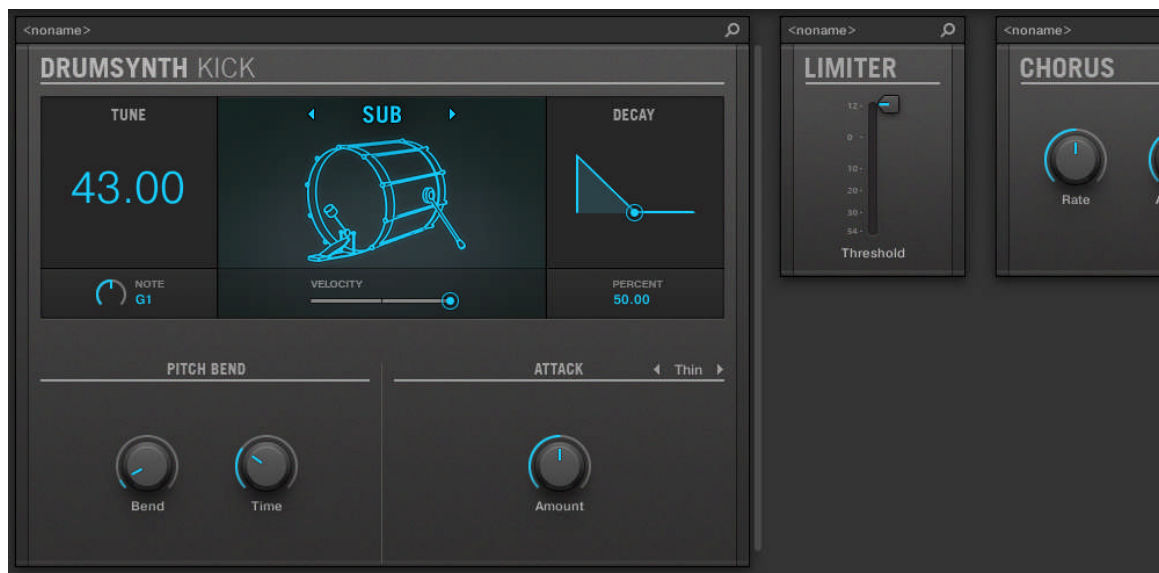 <noname>
DRUMSYNTH KICK
TUNE
SUB
DECAY
43.00
NOTE
G1
VELOCITY
PERCENT
50.00
PITCH BEND
ATTACK
Thin
Bend
Time
Amount
<noname>
LIMITER
12-
0 -
10-
20-
30-
54-
Threshold
<noname>
CHORUS
Rate